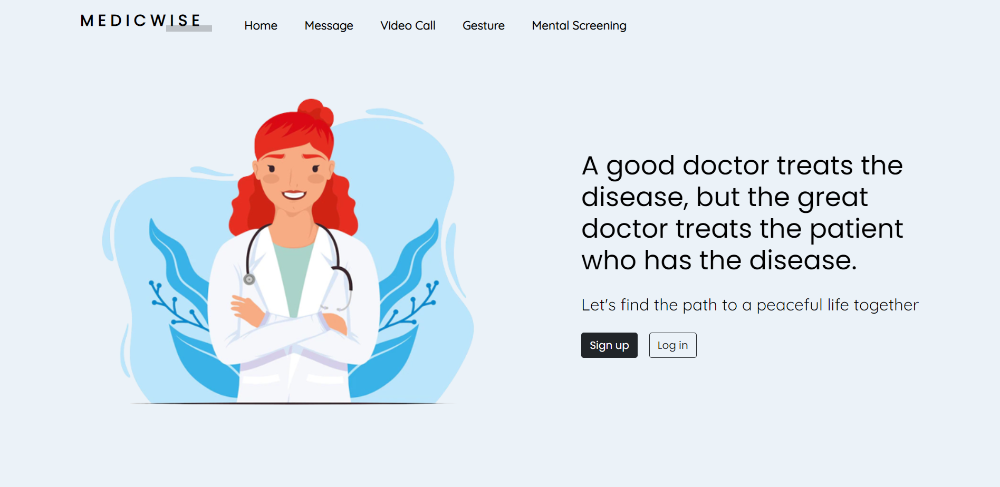 MEDICWISE
Home Message Video Call Gesture Mental Screening
A good doctor treats the
disease, but the great
doctor treats the patient
who has the disease.
Let's find the path to a peaceful life together
Sign up Log in